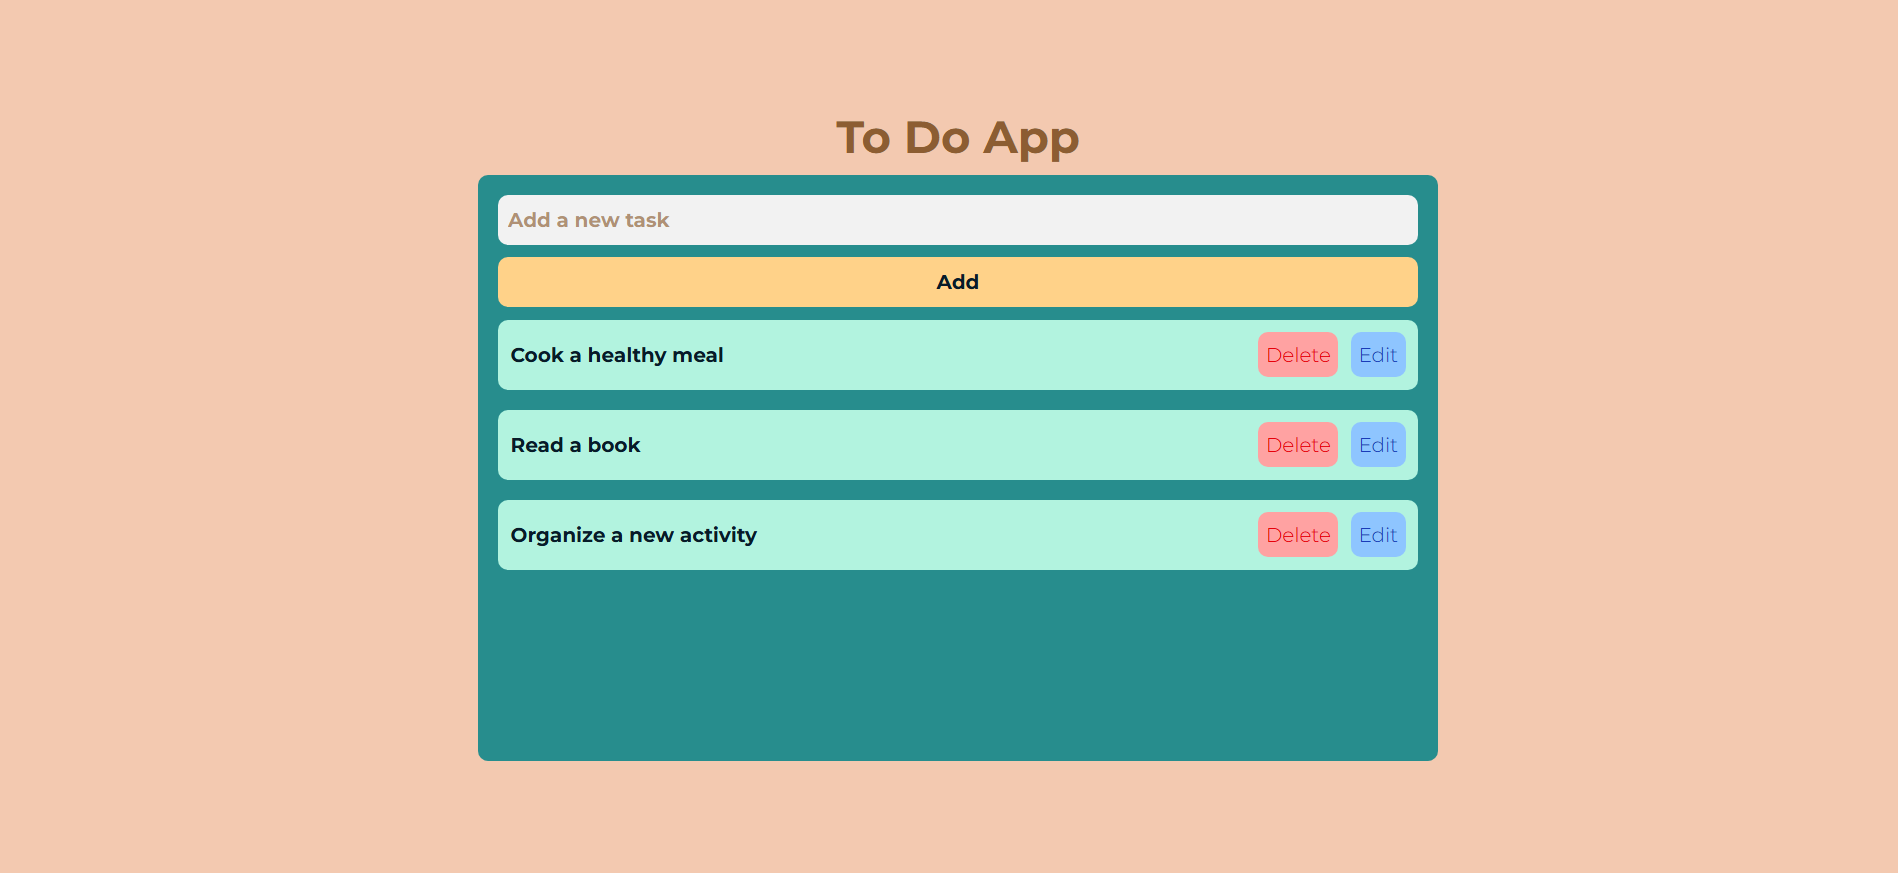 To Do App
Add a new task
Add
Cook a healthy meal Delete Edit
Read a book Delete Edit
Organize a new activity Delete Edit